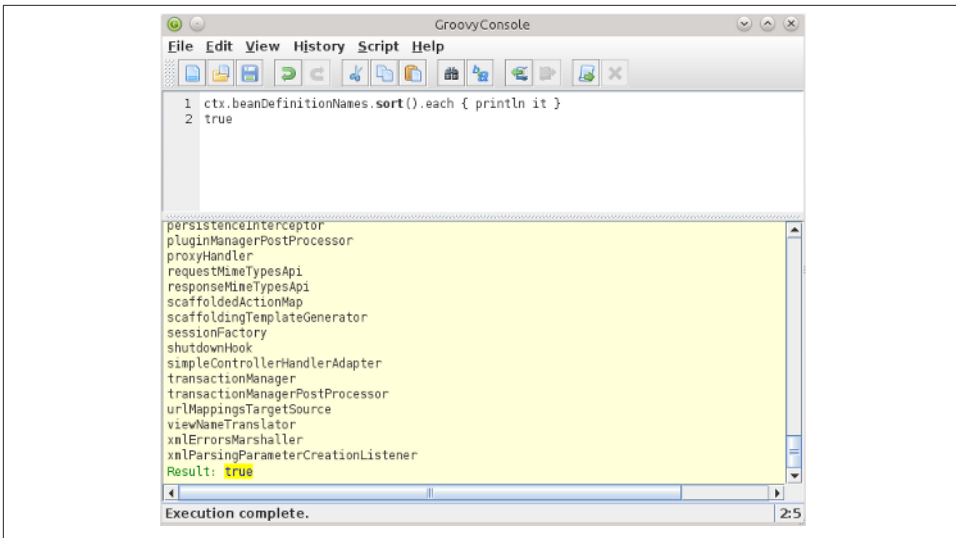 GroovyConsole
File Edit View History Script Help
1 ctx.beanDefinitionNames.sort().each { println it }
2 true
persistenceInterceptor
pluginManagerPostProcessor
proxyHandler
requestMimeTypesApi
responseMimeTypesApi
scaffoldedActionMap
scaffoldingTemplateGenerator
sessionFactory
shutdownHook
simpleControllerHandlerAdapter
transactionManager
transactionManagerPostProcessor
urlMappingsTargetSource
viewNameTranslator
xmlErrorsMarshaller
xmlParsingParameterCreationListener
Result: true
Execution complete. 2:5